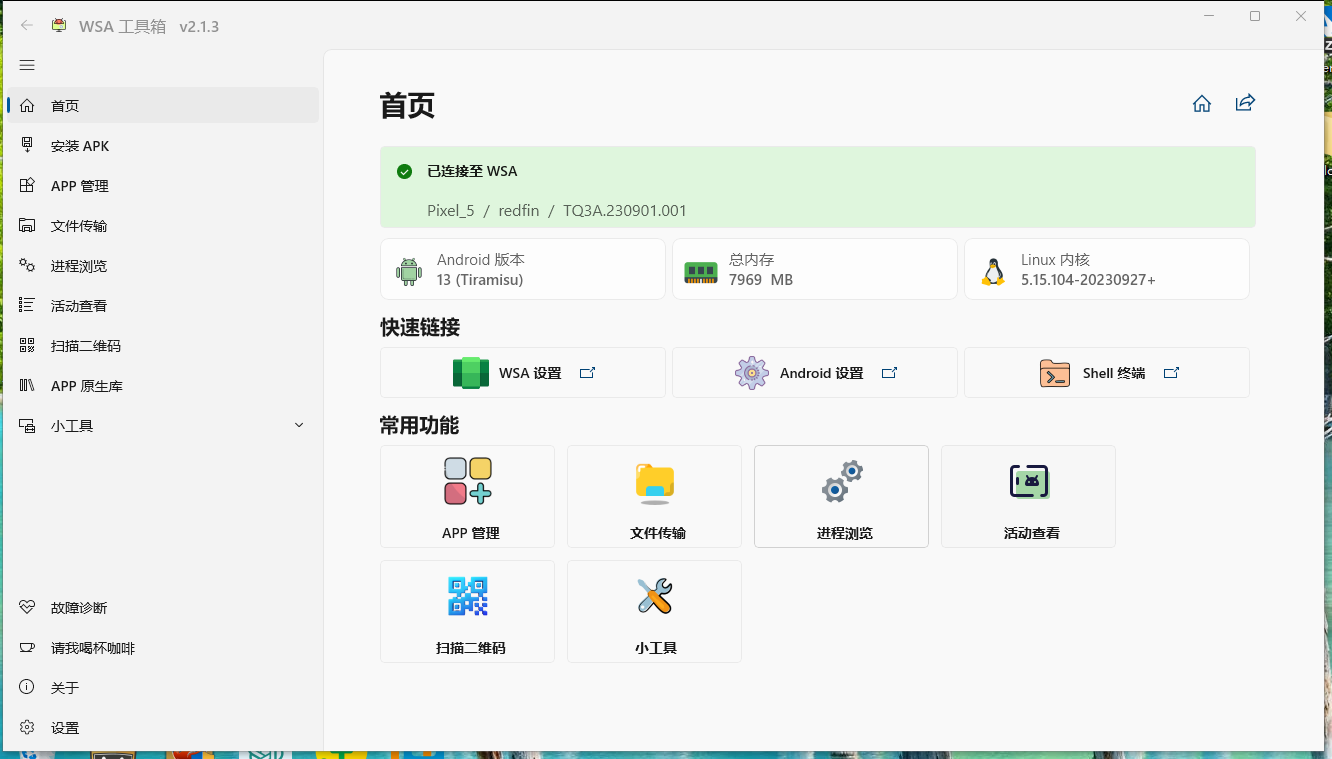 WSA 工具箱 v2.1.3
首页
安装 APK
APP 管理
文件传输
进程浏览
活动查看
扫描二维码
APP 原生库
小工具
故障诊断
请我喝杯咖啡
关于
设置
首页
已连接至 WSA
Pixel_5 / redfin / TQ3A.230901.001
Android 版本
13 (Tiramisu)
总内存
7969 MB
Linux 内核
5.15.104-20230927+
快速链接
WSA 设置
Android 设置
Shell 终端
常用功能
APP 管理
文件传输
进程浏览
活动查看
扫描二维码
小工具